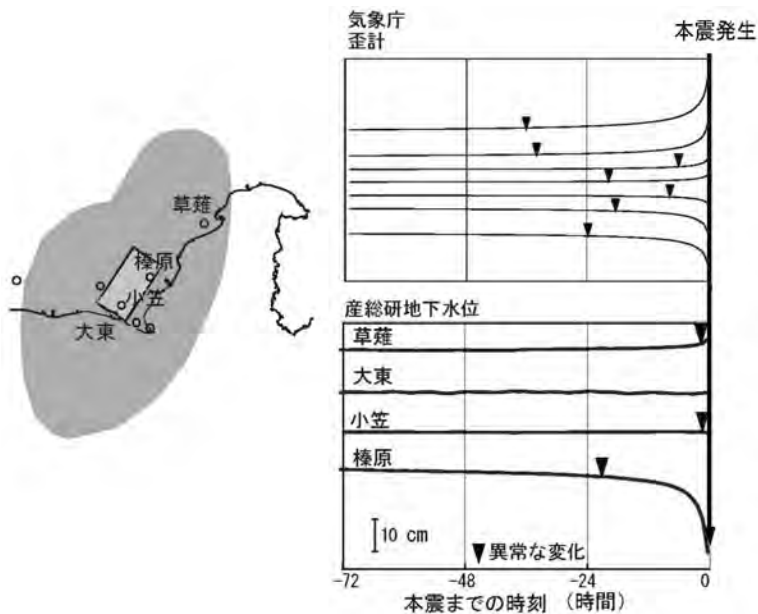 気象庁
歪計
本震発生
草薙
榛原
小笠
大東
産総研地下水位
草薙
大東
小笠
榛原
10 cm
▼異常な変化
-72
-48
-24
0
本震までの時刻 (時間)